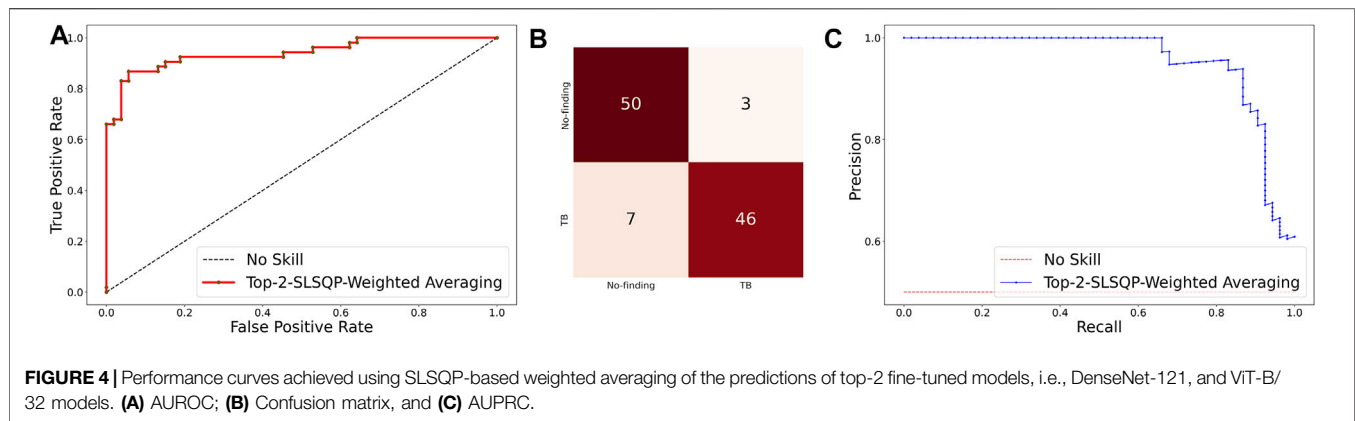 A
True Positive Rate
1.0
0.8
0.6
0.4
0.2
0.0
0.0 0.2 0.4 0.6 0.8 1.0
False Positive Rate
No Skill
Top-2-SLSQP-Weighted Averaging
B
No-finding
TB
50 3
7 46
No-finding TB
C
Precision
1.0
0.8
0.6
0.0 0.2 0.4 0.6 0.8 1.0
Recall
No Skill
Top-2-SLSQP-Weighted Averaging
FIGURE 4 | Performance curves achieved using SLSQP-based weighted averaging of the predictions of top-2 fine-tuned models, i.e., DenseNet-121, and ViT-B/
32 models. (A) AUROC; (B) Confusion matrix, and (C) AUPRC.